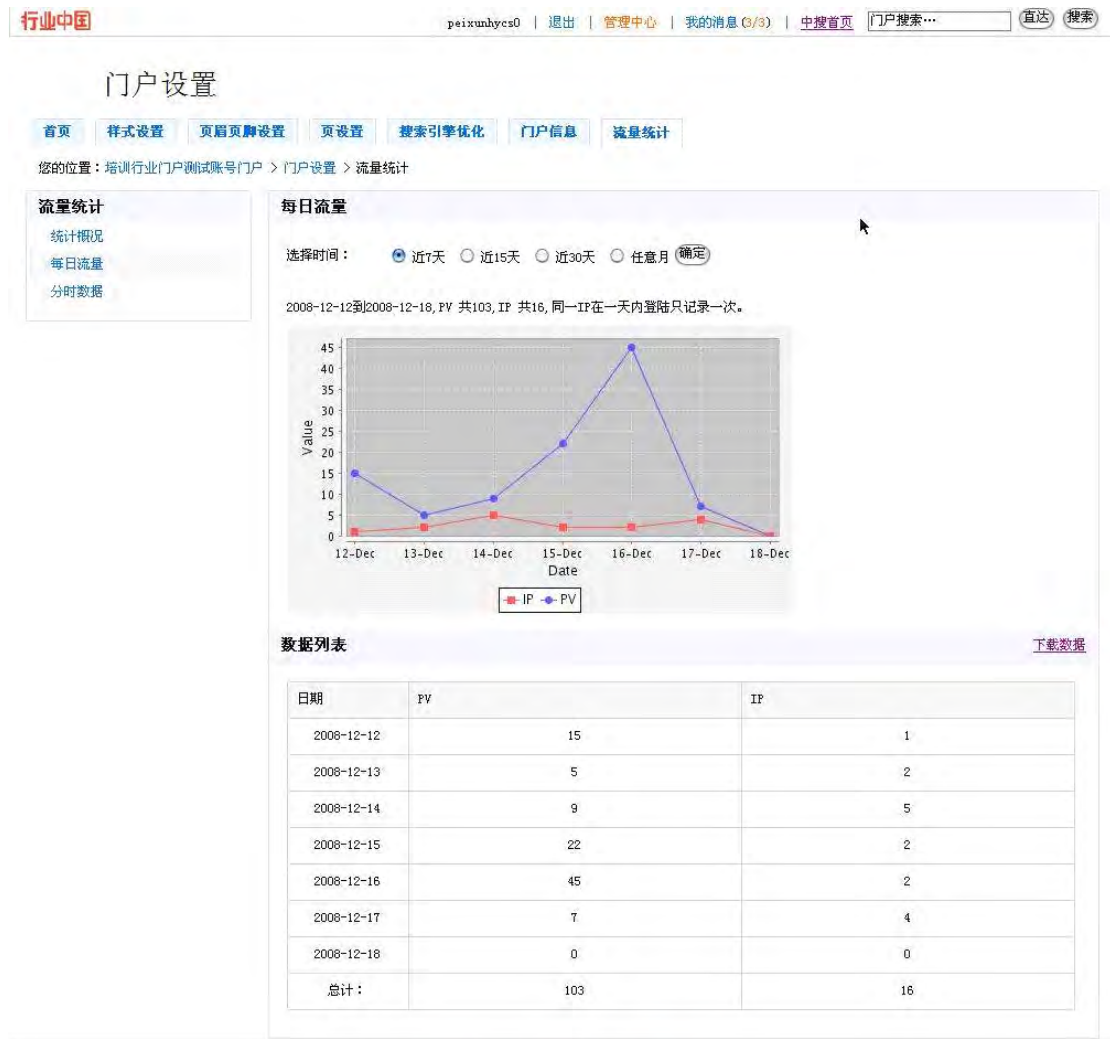 行业中国 peixunhycs0 | 退出 | 管理中心 | 我的消息(3/3) | 中搜首页 门户搜索… 直达 搜索
门户设置
首页 样式设置 页眉页脚设置 页设置 搜索引擎优化 门户信息 流量统计
您的位置：培训行业门户测试账号门户 > 门户设置 > 流量统计
流量统计
统计概况
每日流量
分时数据
每日流量
选择时间： 近7天 近15天 近30天 任意月 确定
2008-12-12到2008-12-18, PV 共103, IP 共16, 同一IP在一天内登陆只记录一次。
45
40
35
30
25
20
15
10
5
0
Value
12-Dec 13-Dec 14-Dec 15-Dec 16-Dec 17-Dec 18-Dec
Date
IP PV
数据列表 下载数据
日期 PV IP
2008-12-12 15 1
2008-12-13 5 2
2008-12-14 9 5
2008-12-15 22 2
2008-12-16 45 2
2008-12-17 7 4
2008-12-18 0 0
总计： 103 16